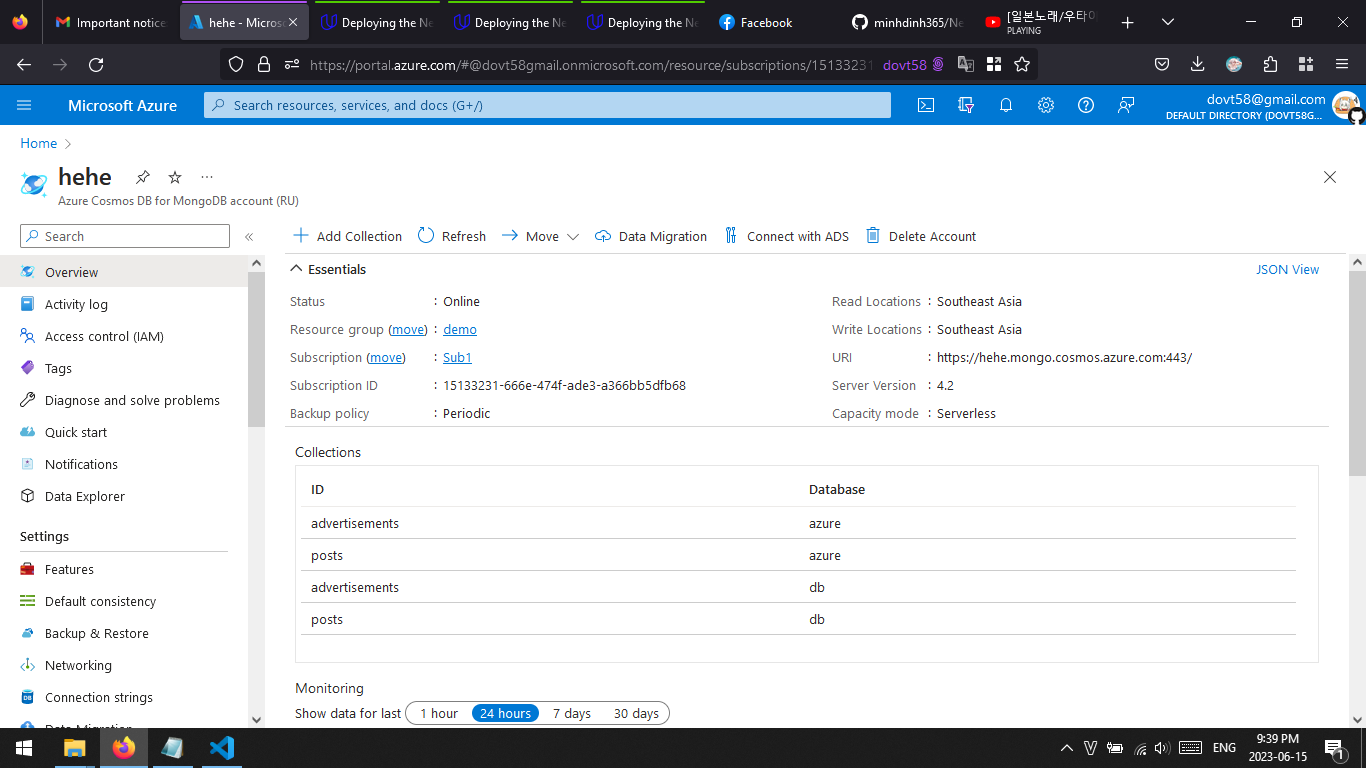 Important notice
hehe - Microso
Deploying the Ne
Deploying the Ne
Deploying the Ne
Facebook
minhdinh365/Ne
[일본노래/우타이
PLAYING
https://portal.azure.com/#@dovt58gmail.onmicrosoft.com/resource/subscriptions/15133231
dovt58
Microsoft Azure
Search resources, services, and docs (G+/)
dovt58@gmail.com
DEFAULT DIRECTORY (DOVT58G...
Home
hehe
Azure Cosmos DB for MongoDB account (RU)
Search
Add Collection
Refresh
Move
Data Migration
Connect with ADS
Delete Account
Overview
Activity log
Access control (IAM)
Tags
Diagnose and solve problems
Quick start
Notifications
Data Explorer
Settings
Features
Default consistency
Backup & Restore
Networking
Connection strings
Data Migration
Essentials
JSON View
Status : Online
Resource group (move) : demo
Subscription (move) : Sub1
Subscription ID : 15133231-666e-474f-ade3-a366bb5dfb68
Backup policy : Periodic
Read Locations : Southeast Asia
Write Locations : Southeast Asia
URI : https://hehe.mongo.cosmos.azure.com:443/
Server Version : 4.2
Capacity mode : Serverless
Collections
ID Database
advertisements azure
posts azure
advertisements db
posts db
Monitoring
Show data for last 1 hour 24 hours 7 days 30 days
ENG
9:39 PM
2023-06-15
1